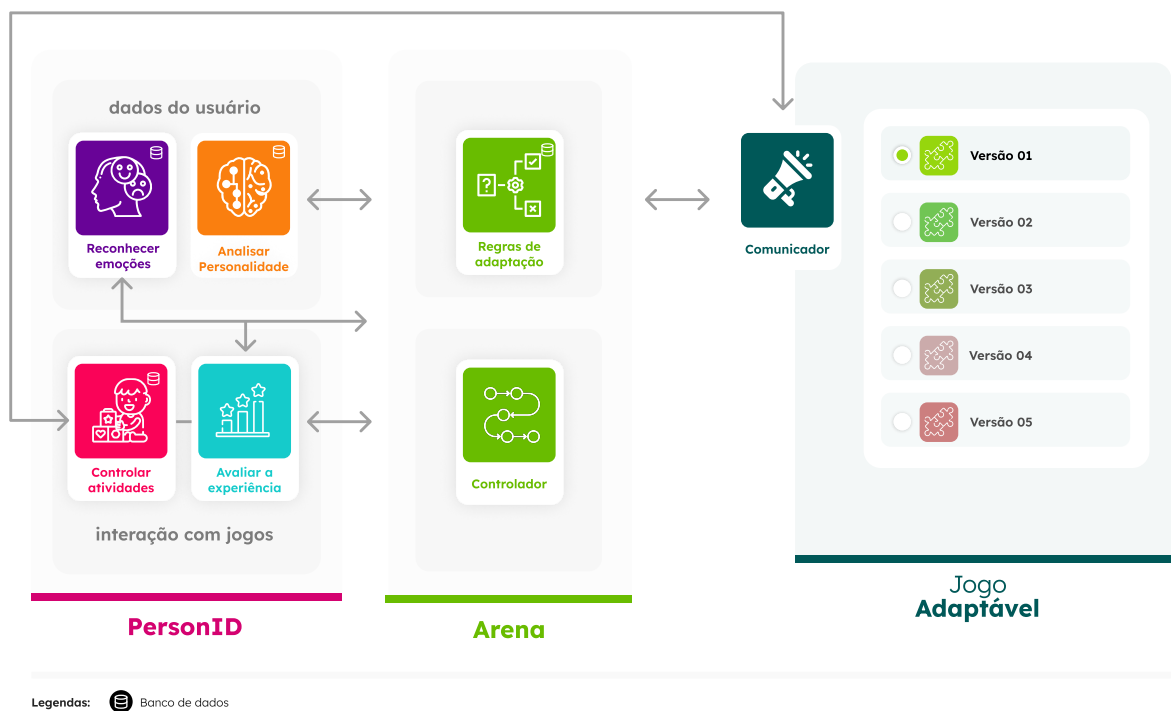 dados do usuário
Reconhecer
emoções
Analisar
Personalidade
Controlar
atividades
Avaliar a
experiência
interação com jogos
PersonID
?
Regras de
adaptação
Controlador
Arena
Comunicador
Versão 01
Versão 02
Versão 03
Versão 04
Versão 05
Jogo
Adaptável
Legendas:
Banco de dados